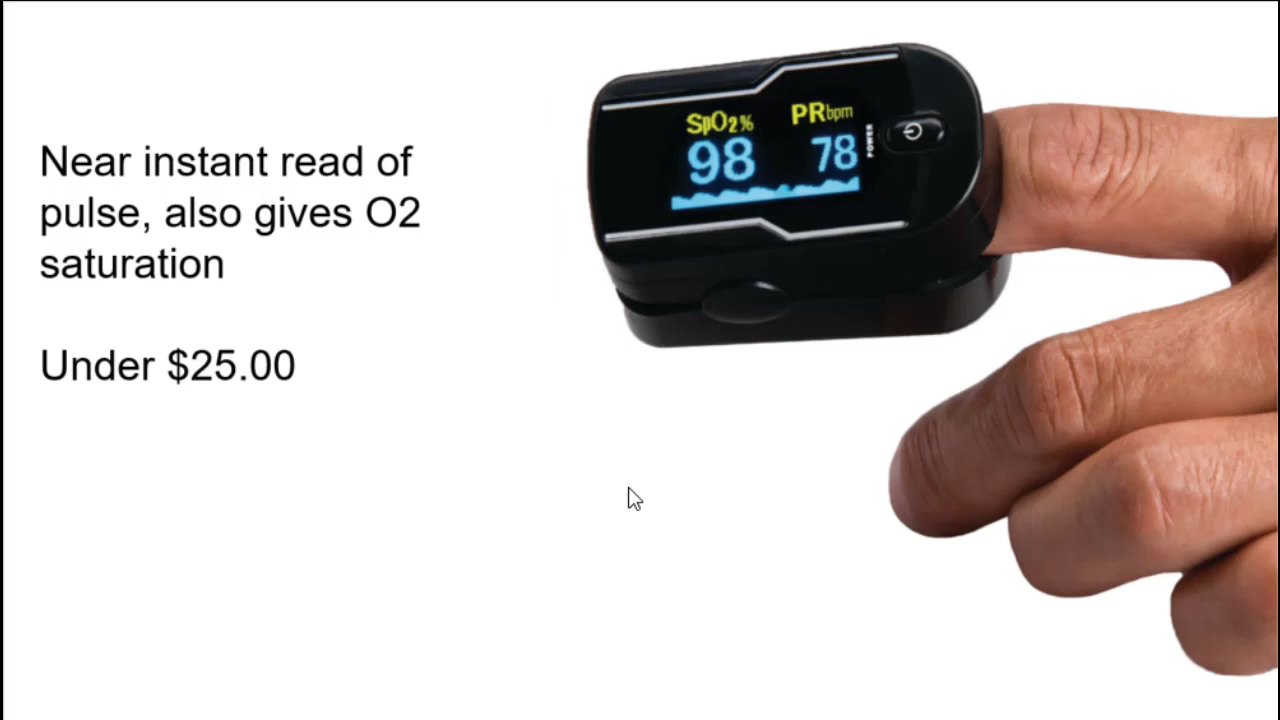 Near instant read of
pulse, also gives O2
saturation
Under $25.00
SpO2% PRbpm
98 78
POWER